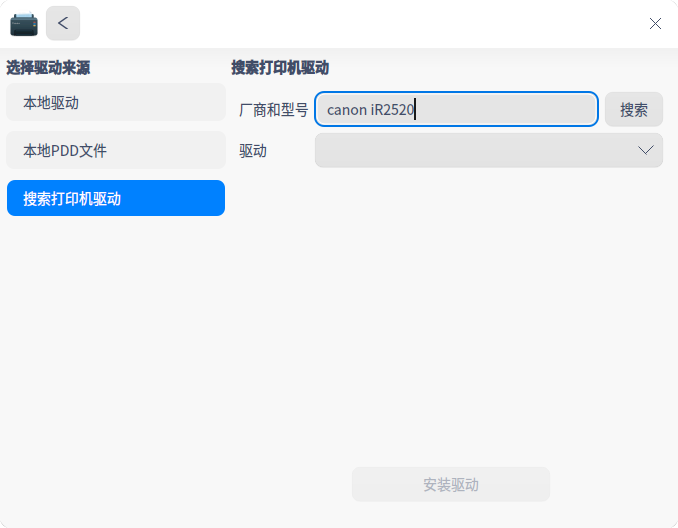 选择驱动来源
本地驱动
本地PDD文件
搜索打印机驱动
搜索打印机驱动
厂商和型号 canon iR2520 搜索
驱动
安装驱动